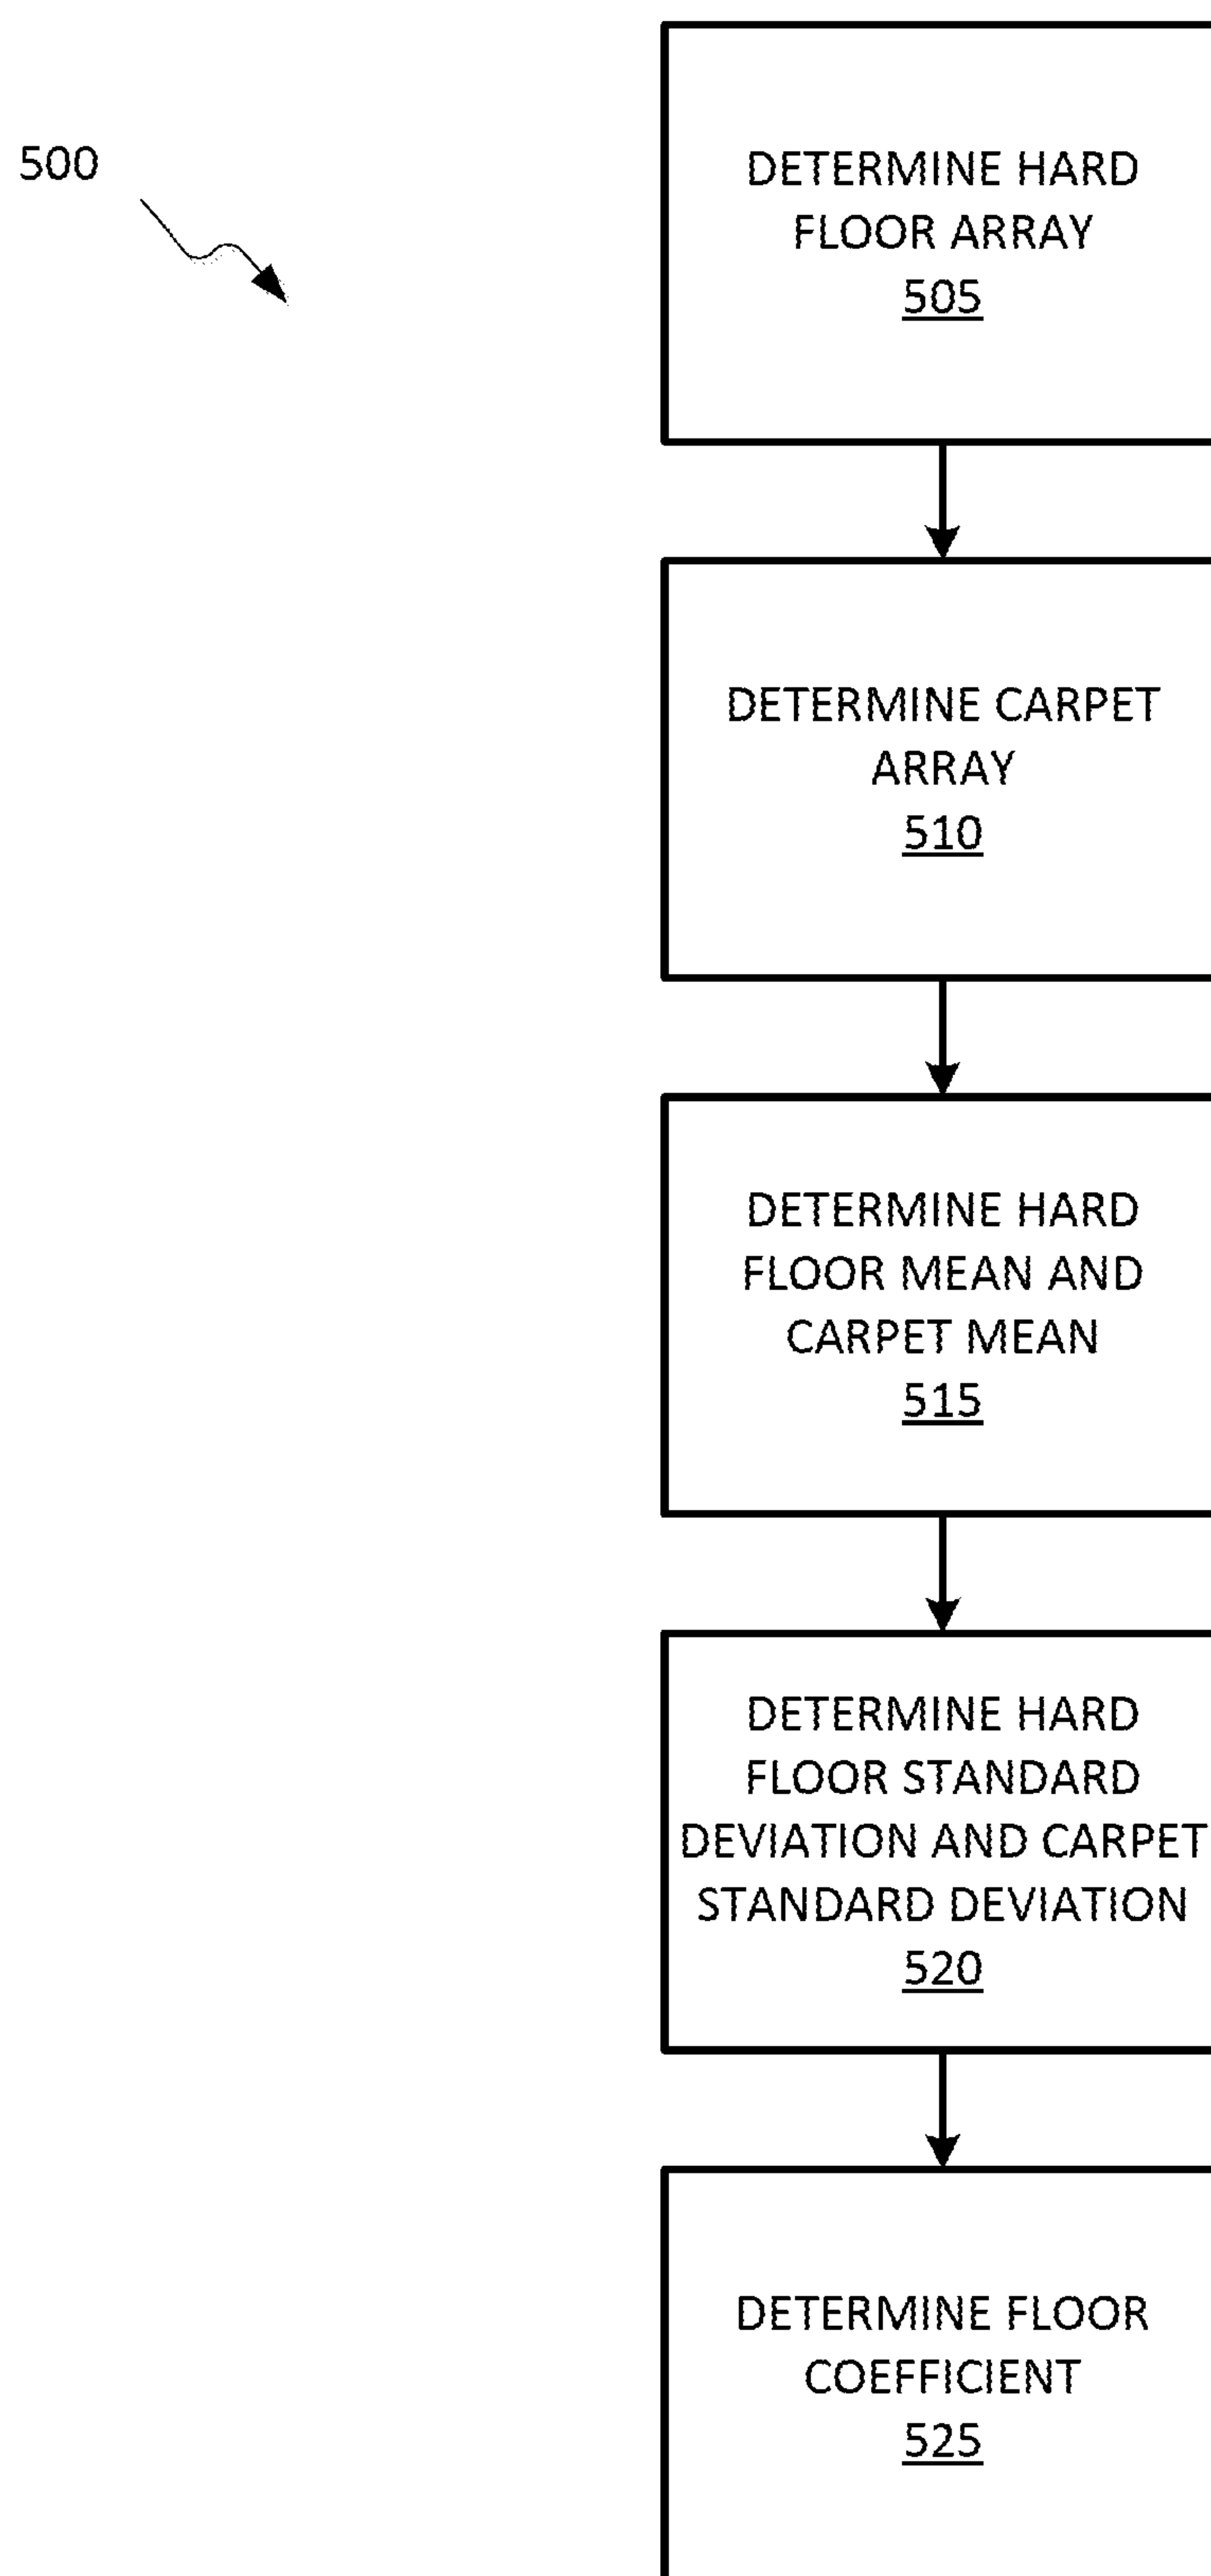 500
DETERMINE HARD
FLOOR ARRAY
505
DETERMINE CARPET
ARRAY
510
DETERMINE HARD
FLOOR MEAN AND
CARPET MEAN
515
DETERMINE HARD
FLOOR STANDARD
DEVIATION AND CARPET
STANDARD DEVIATION
520
DETERMINE FLOOR
COEFFICIENT
525